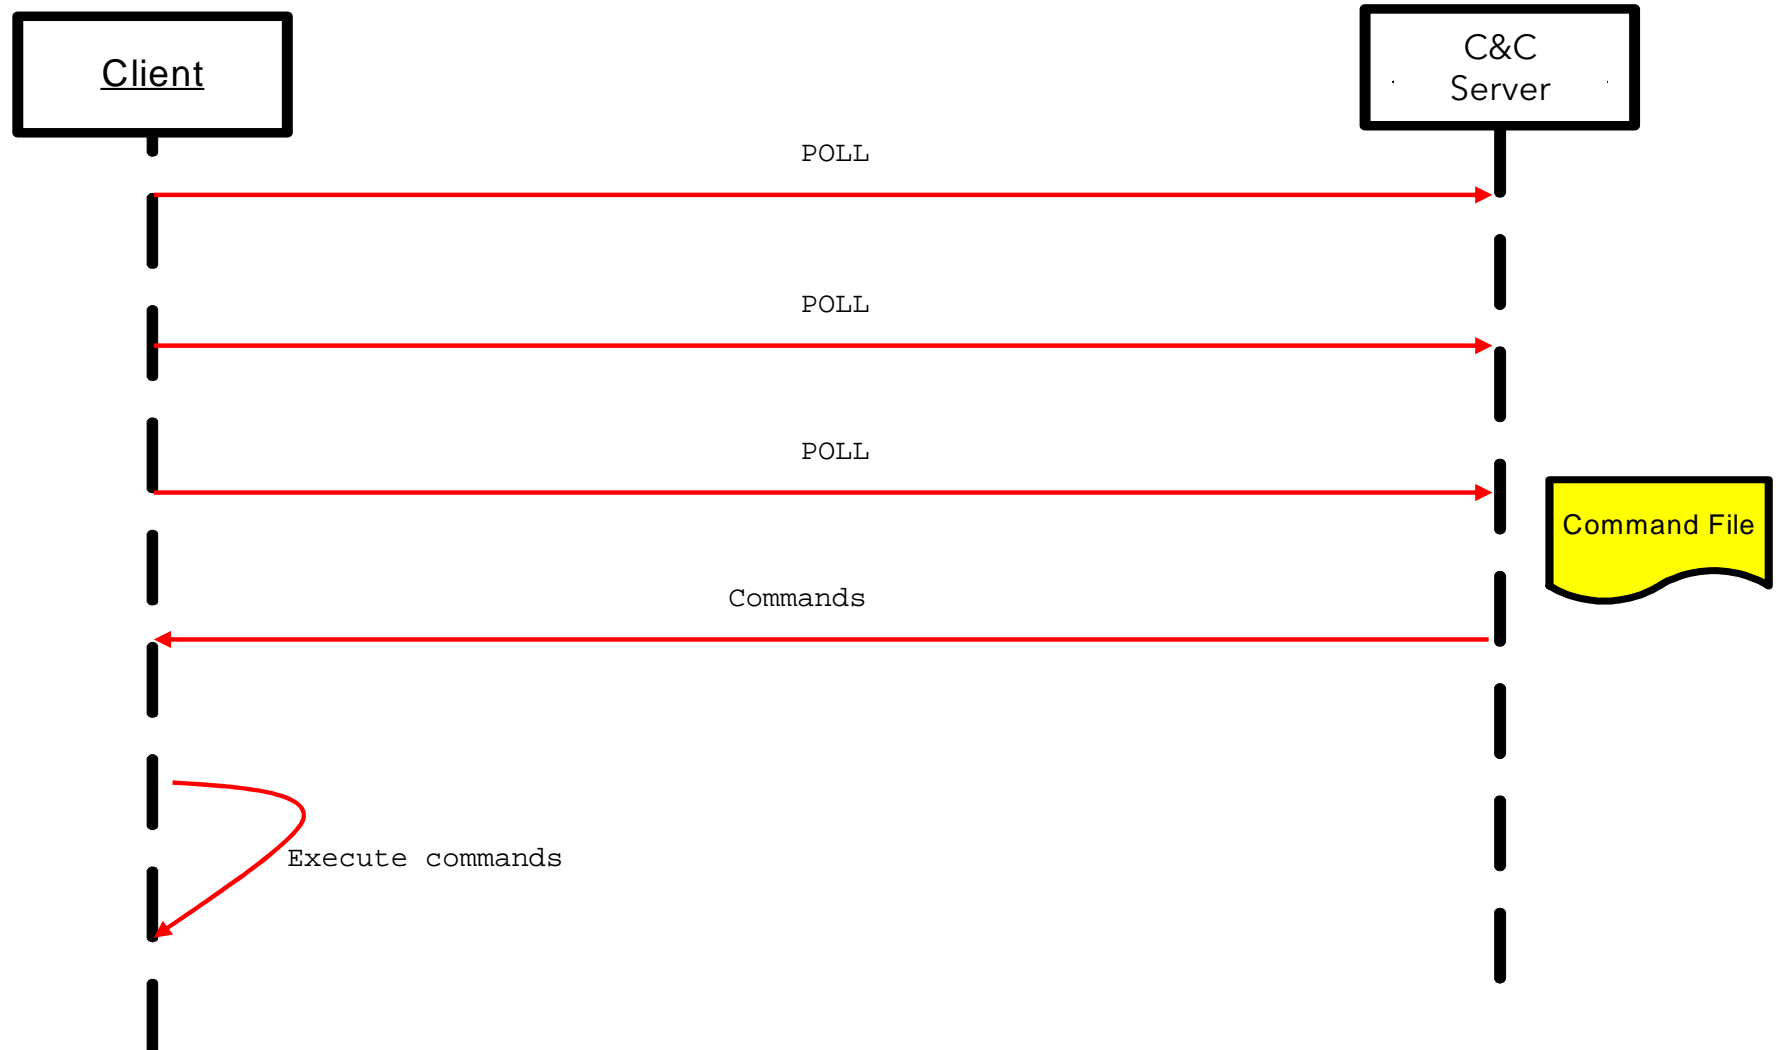 Client
C&C
Server
POLL
POLL
POLL
Command File
Commands
Execute commands